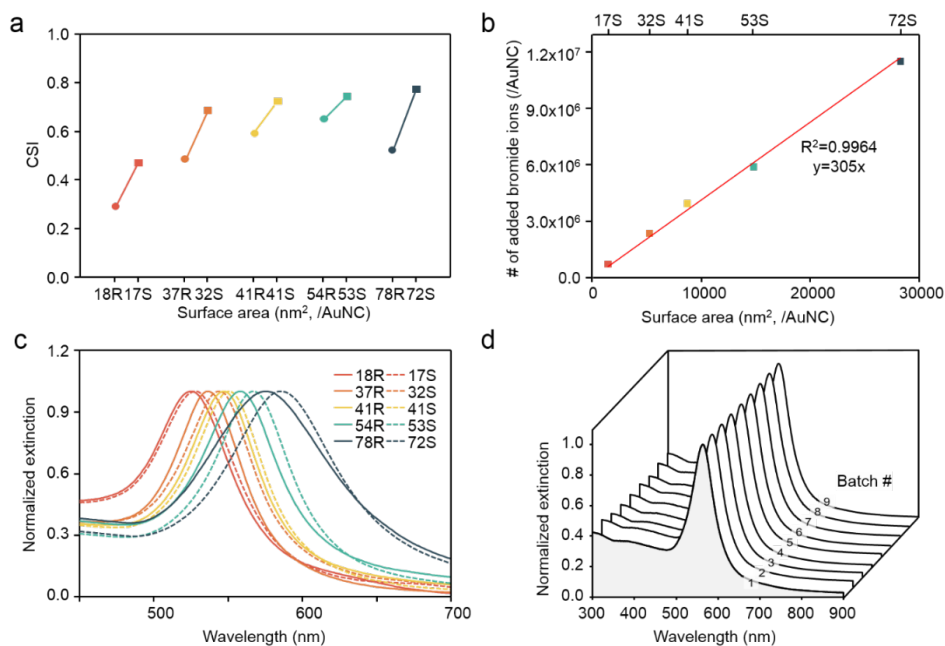 a
1.0
0.8
0.6
0.4
0.2
0.0
CSI
18R 17S 37R 32S 41R 41S 54R 53S 78R 72S
Surface area (nm², /AuNC)
b
17S 32S 41S 53S 72S
1.2x10⁷
9.0x10⁶
6.0x10⁶
3.0x10⁶
0.0
# of added bromide ions (/AuNC)
R²=0.9964
y=305x
0 10000 20000 30000
Surface area (nm², /AuNC)
c
1.2
0.9
0.6
0.3
0.0
Normalized extinction
18R 17S
37R 32S
41R 41S
54R 53S
78R 72S
500 600 700
Wavelength (nm)
d
1.0
0.8
0.6
0.4
0.2
0.0
Normalized extinction
Batch #
9
8
7
6
5
4
3
2
1
300 400 500 600 700 800 900
Wavelength (nm)